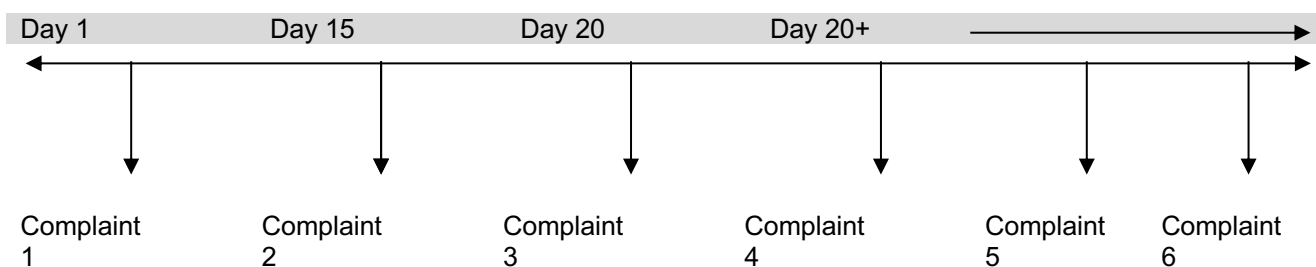 Day 1 Day 15 Day 20 Day 20+
Complaint 1
Complaint 2
Complaint 3
Complaint 4
Complaint 5
Complaint 6